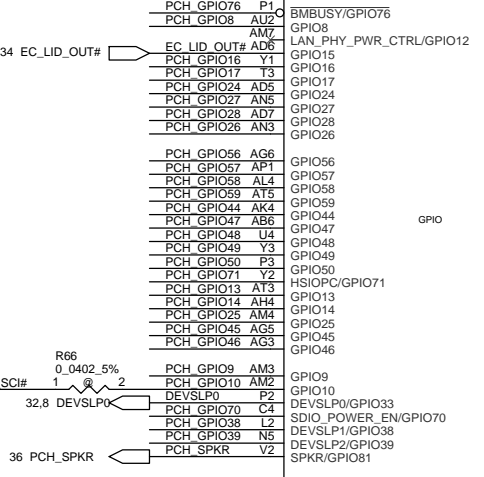 PCH_GPIO76 P1 BMBUSY/GPIO76
PCH_GPIO8 AU2 GPIO8
AM7 LAN_PHY_PWR_CTRL/GPIO12
34 EC_LID_OUT# EC_LID_OUT# AD6 GPIO15
PCH_GPIO16 Y1 GPIO16
PCH_GPIO17 T3 GPIO17
PCH_GPIO24 AD5 GPIO24
PCH_GPIO27 AN5 GPIO27
PCH_GPIO28 AD7 GPIO28
PCH_GPIO26 AN3 GPIO26
PCH_GPIO56 AG6 GPIO56
PCH_GPIO57 AP1 GPIO57
PCH_GPIO58 AL4 GPIO58
PCH_GPIO59 AT5 GPIO59
PCH_GPIO44 AK4 GPIO44
GPIO
PCH_GPIO47 AB6 GPIO47
PCH_GPIO48 U4 GPIO48
PCH_GPIO49 Y3 GPIO49
PCH_GPIO50 P3 GPIO50
PCH_GPIO71 Y2 HSIOPC/GPIO71
PCH_GPIO13 AT3 GPIO13
PCH_GPIO14 AH4 GPIO14
PCH_GPIO25 AM4 GPIO25
PCH_GPIO45 AG5 GPIO45
PCH_GPIO46 AG3 GPIO46
R66
0_0402_5%
SCI# 1 @ 2
PCH_GPIO9 AM3 GPIO9
PCH_GPIO10 AM2 GPIO10
32,8 DEVSLP0 DEVSLP0 P2 DEVSLP0/GPIO33
PCH_GPIO70 C4 SDIO_POWER_EN/GPIO70
PCH_GPIO38 L2 DEVSLP1/GPIO38
PCH_GPIO39 N5 DEVSLP2/GPIO39
36 PCH_SPKR PCH_SPKR V2 SPKR/GPIO81